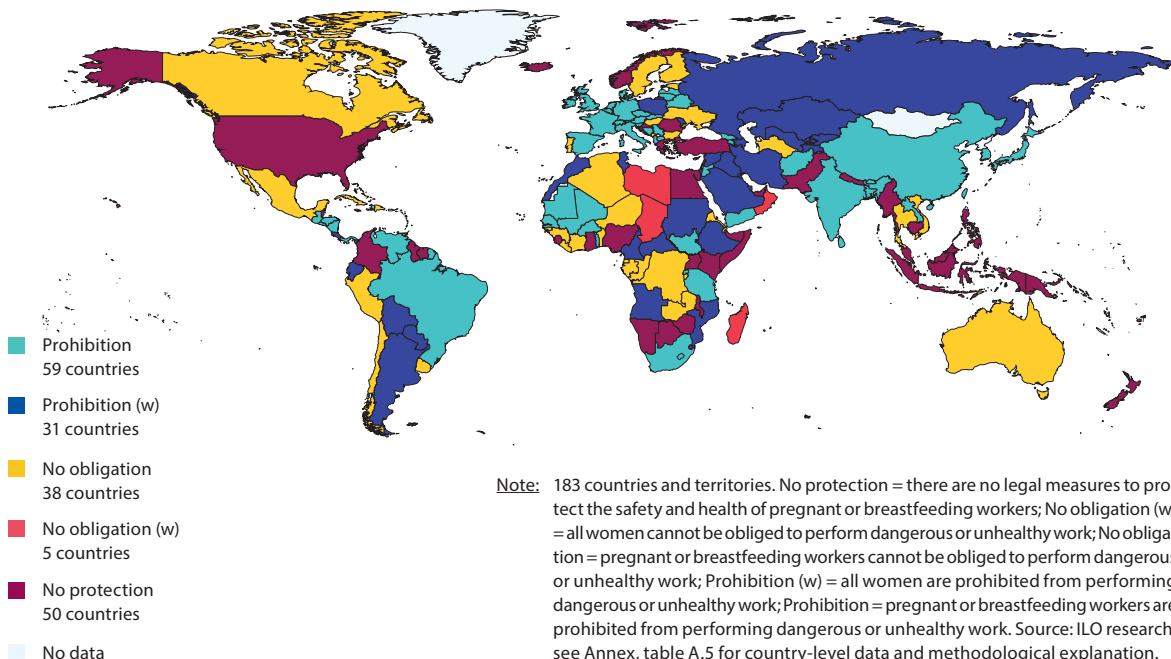 Prohibition
59 countries
Prohibition (w)
31 countries
No obligation
38 countries
No obligation (w)
5 countries
No protection
50 countries
No data
Note: 183 countries and territories. No protection = there are no legal measures to pro-
tect the safety and health of pregnant or breastfeeding workers; No obligation (w)
= all women cannot be obliged to perform dangerous or unhealthy work; No obliga-
tion = pregnant or breastfeeding workers cannot be obliged to perform dangerous
or unhealthy work; Prohibition (w) = all women are prohibited from performing
dangerous or unhealthy work; Prohibition = pregnant or breastfeeding workers are
prohibited from performing dangerous or unhealthy work. Source: ILO research,
see Annex, table A.5 for country-level data and methodological explanation.